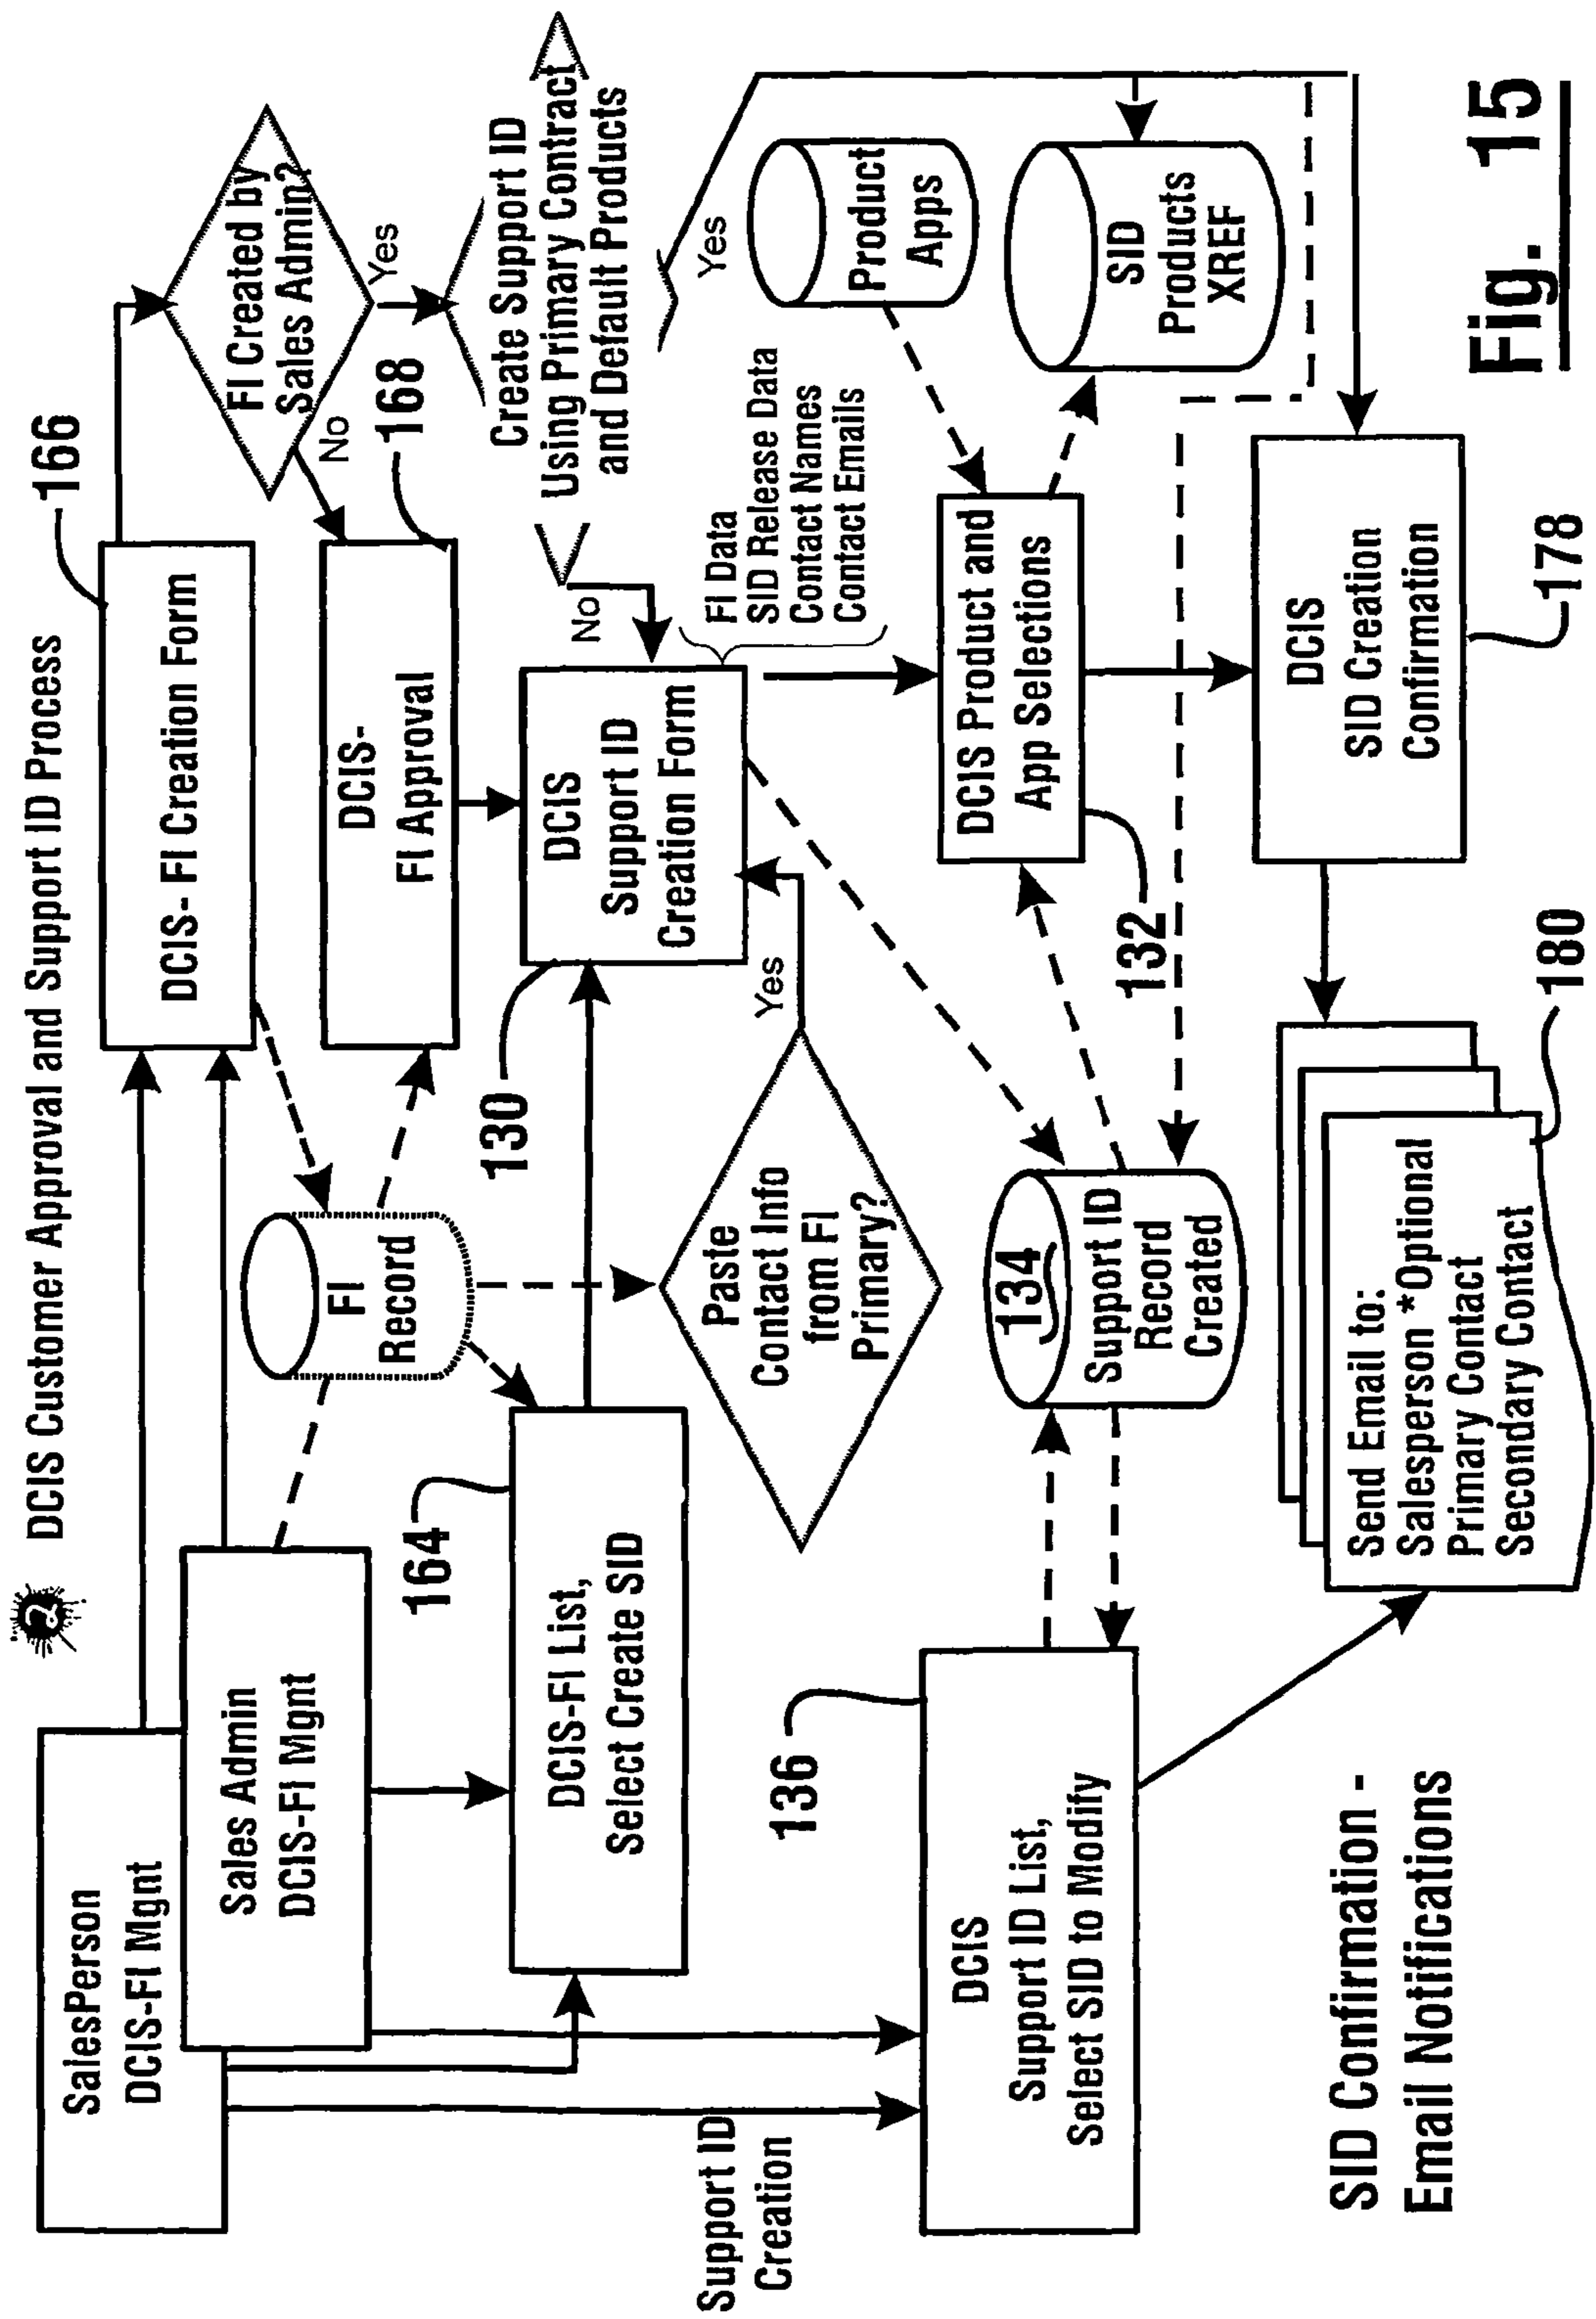 2
DCIS Customer Approval and Support ID Process
SalesPerson
DCIS-FI Mgnt
Sales Admin
DCIS-FI Mgnt
FI
Record
DCIS- FI Creation Form
166
FI Created by
Sales Admin?
No
Yes
168
DCIS-
FI Approval
Create Support ID
Using Primary Contract
and Default Products
No
Yes
164
DCIS-FI List,
Select Create SID
130
DCIS
Support ID
Creation Form
FI Data
SID Release Data
Contact Names
Contact Emails
Paste
Contact Info
from FI
Primary?
Yes
Support ID
Creation
136
DCIS
Support ID List,
Select SID to Modify
134
Support ID
Record
Created
132
DCIS Product and
App Selections
Product
Apps
SID
Products
XREF
DCIS
SID Creation
Confirmation
178
180
Send Email to:
Salesperson *Optional
Primary Contact
Secondary Contact
SID Confirmation -
Email Notifications
Fig. 15